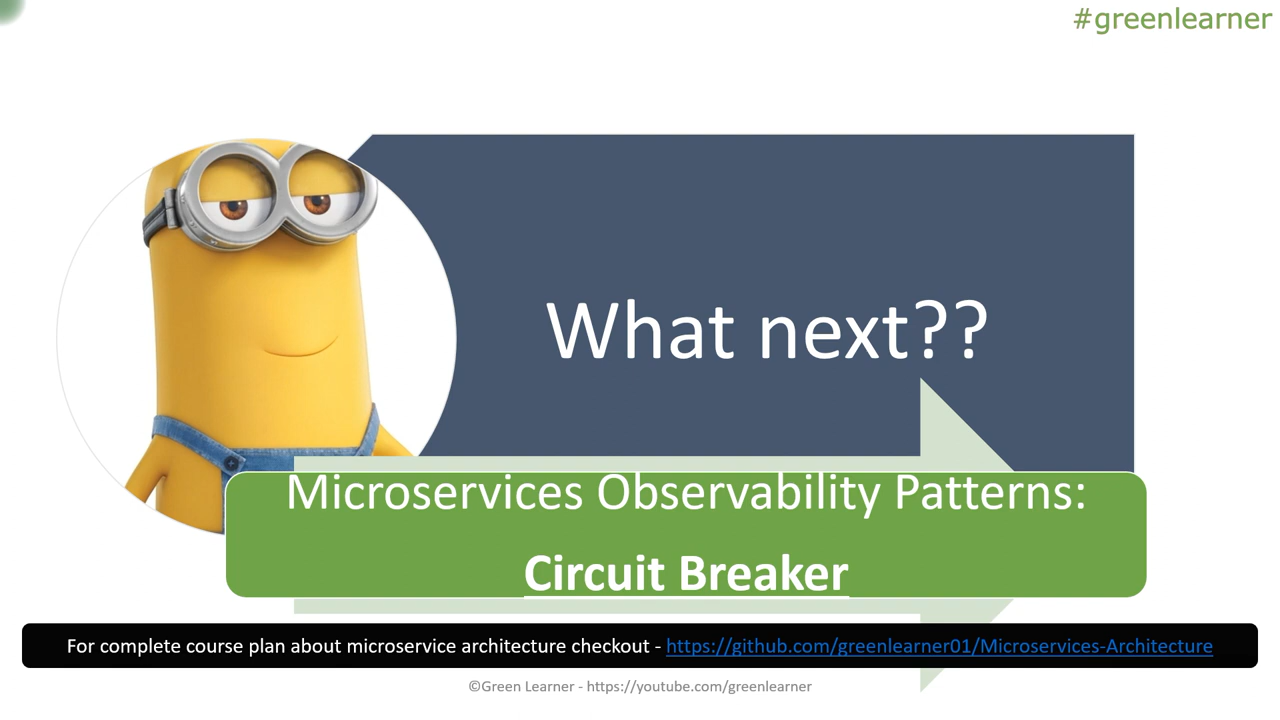 #greenlearner
What next??
Microservices Observability Patterns:
Circuit Breaker
For complete course plan about microservice architecture checkout - https://github.com/greenlearner01/Microservices-Architecture
©Green Learner - https://youtube.com/greenlearner